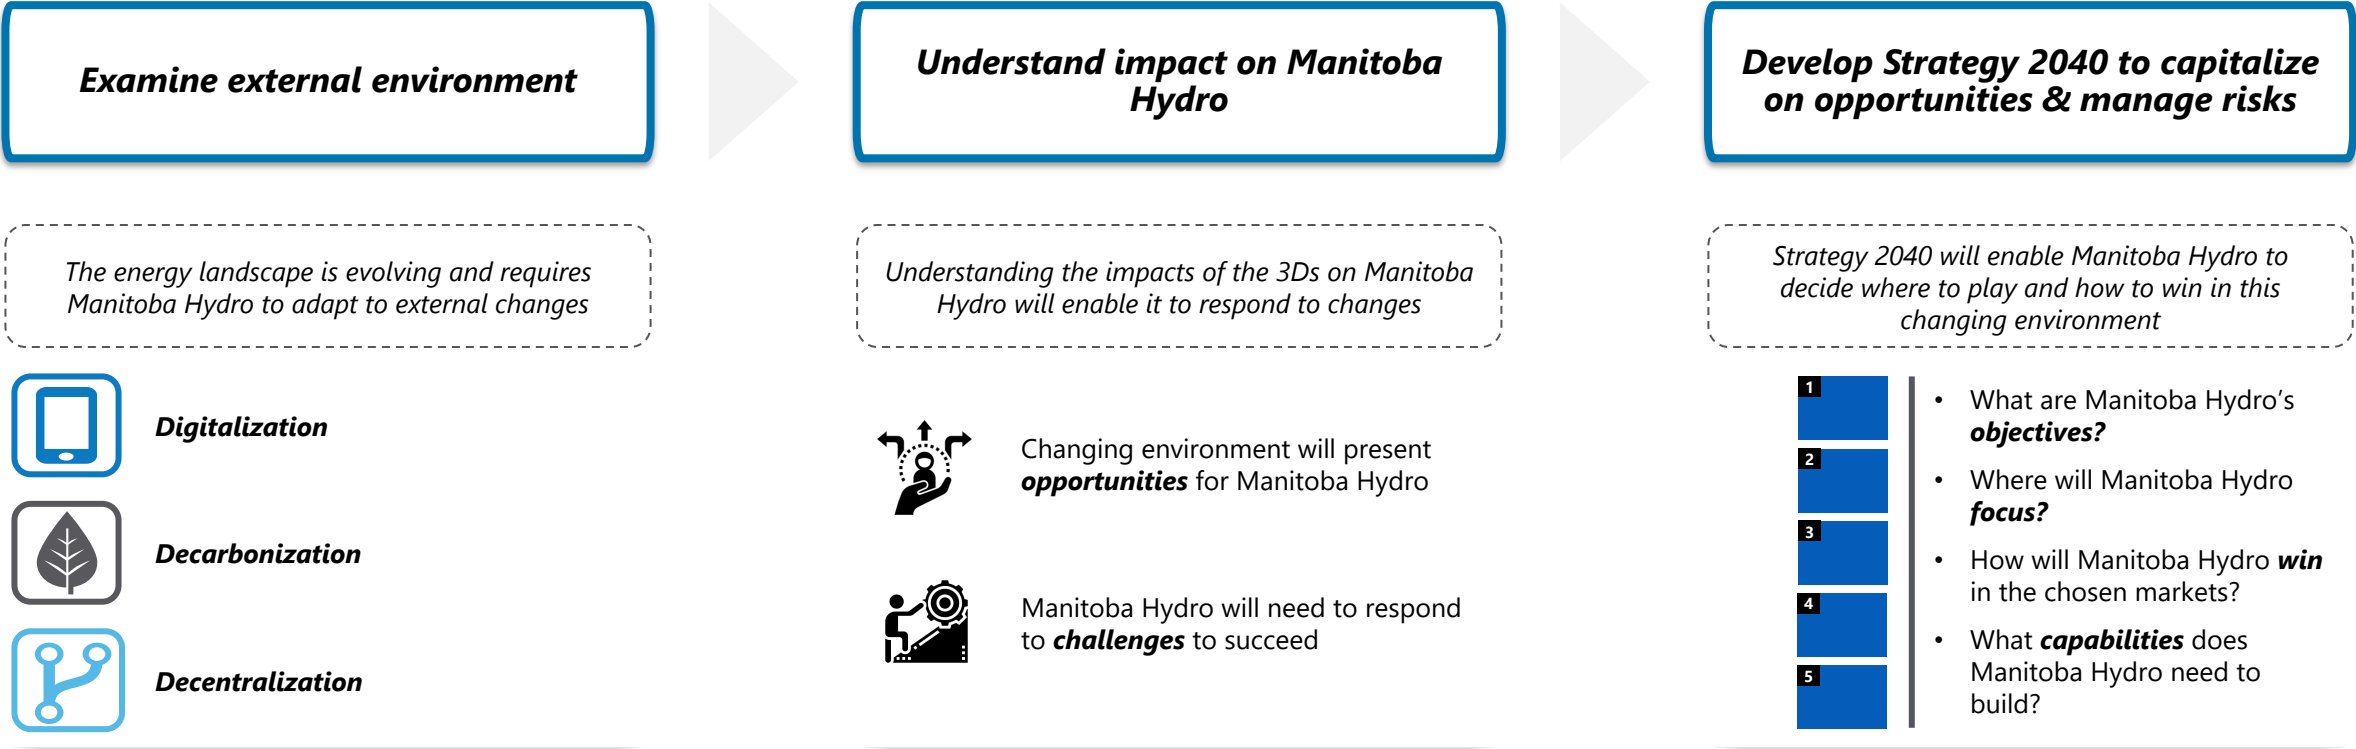 Examine external environment
The energy landscape is evolving and requires
Manitoba Hydro to adapt to external changes
Digitalization
Decarbonization
Decentralization
Understand impact on Manitoba
Hydro
Understanding the impacts of the 3Ds on Manitoba
Hydro will enable it to respond to changes
Changing environment will present
opportunities for Manitoba Hydro
Manitoba Hydro will need to respond
to challenges to succeed
Develop Strategy 2040 to capitalize
on opportunities & manage risks
Strategy 2040 will enable Manitoba Hydro to
decide where to play and how to win in this
changing environment
1
2
3
4
5
• What are Manitoba Hydro’s
objectives?
• Where will Manitoba Hydro
focus?
• How will Manitoba Hydro win
in the chosen markets?
• What capabilities does
Manitoba Hydro need to
build?